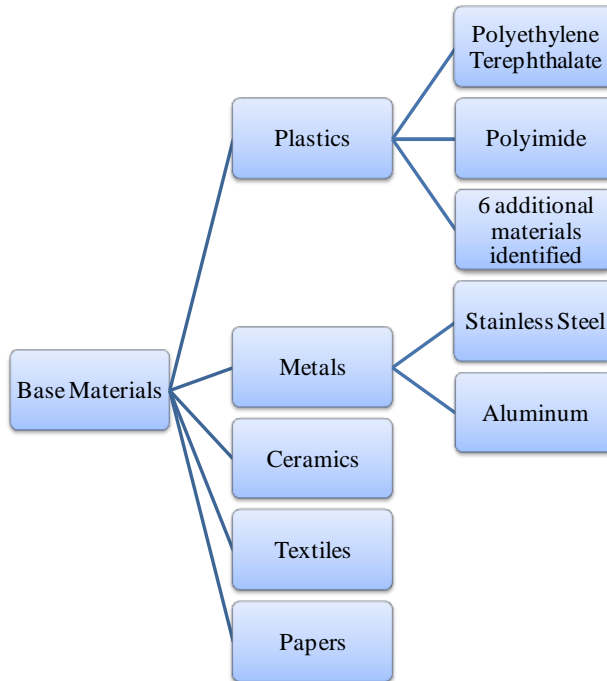 Polyethylene
Terephthalate
Plastics
Polyimide
6 additional
materials
identified
Stainless Steel
Base Materials
Metals
Aluminum
Ceramics
Textiles
Papers